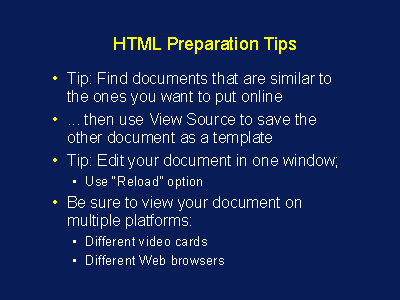 HTML Preparation Tips
• Tip: Find documents that are similar to
the ones you want to put online
• ... then use View Source to save the
other document as a template
• Tip: Edit your document in one window;
• Use "Reload" option
• Be sure to view your document on
multiple platforms:
• Different video cards
• Different Web browsers